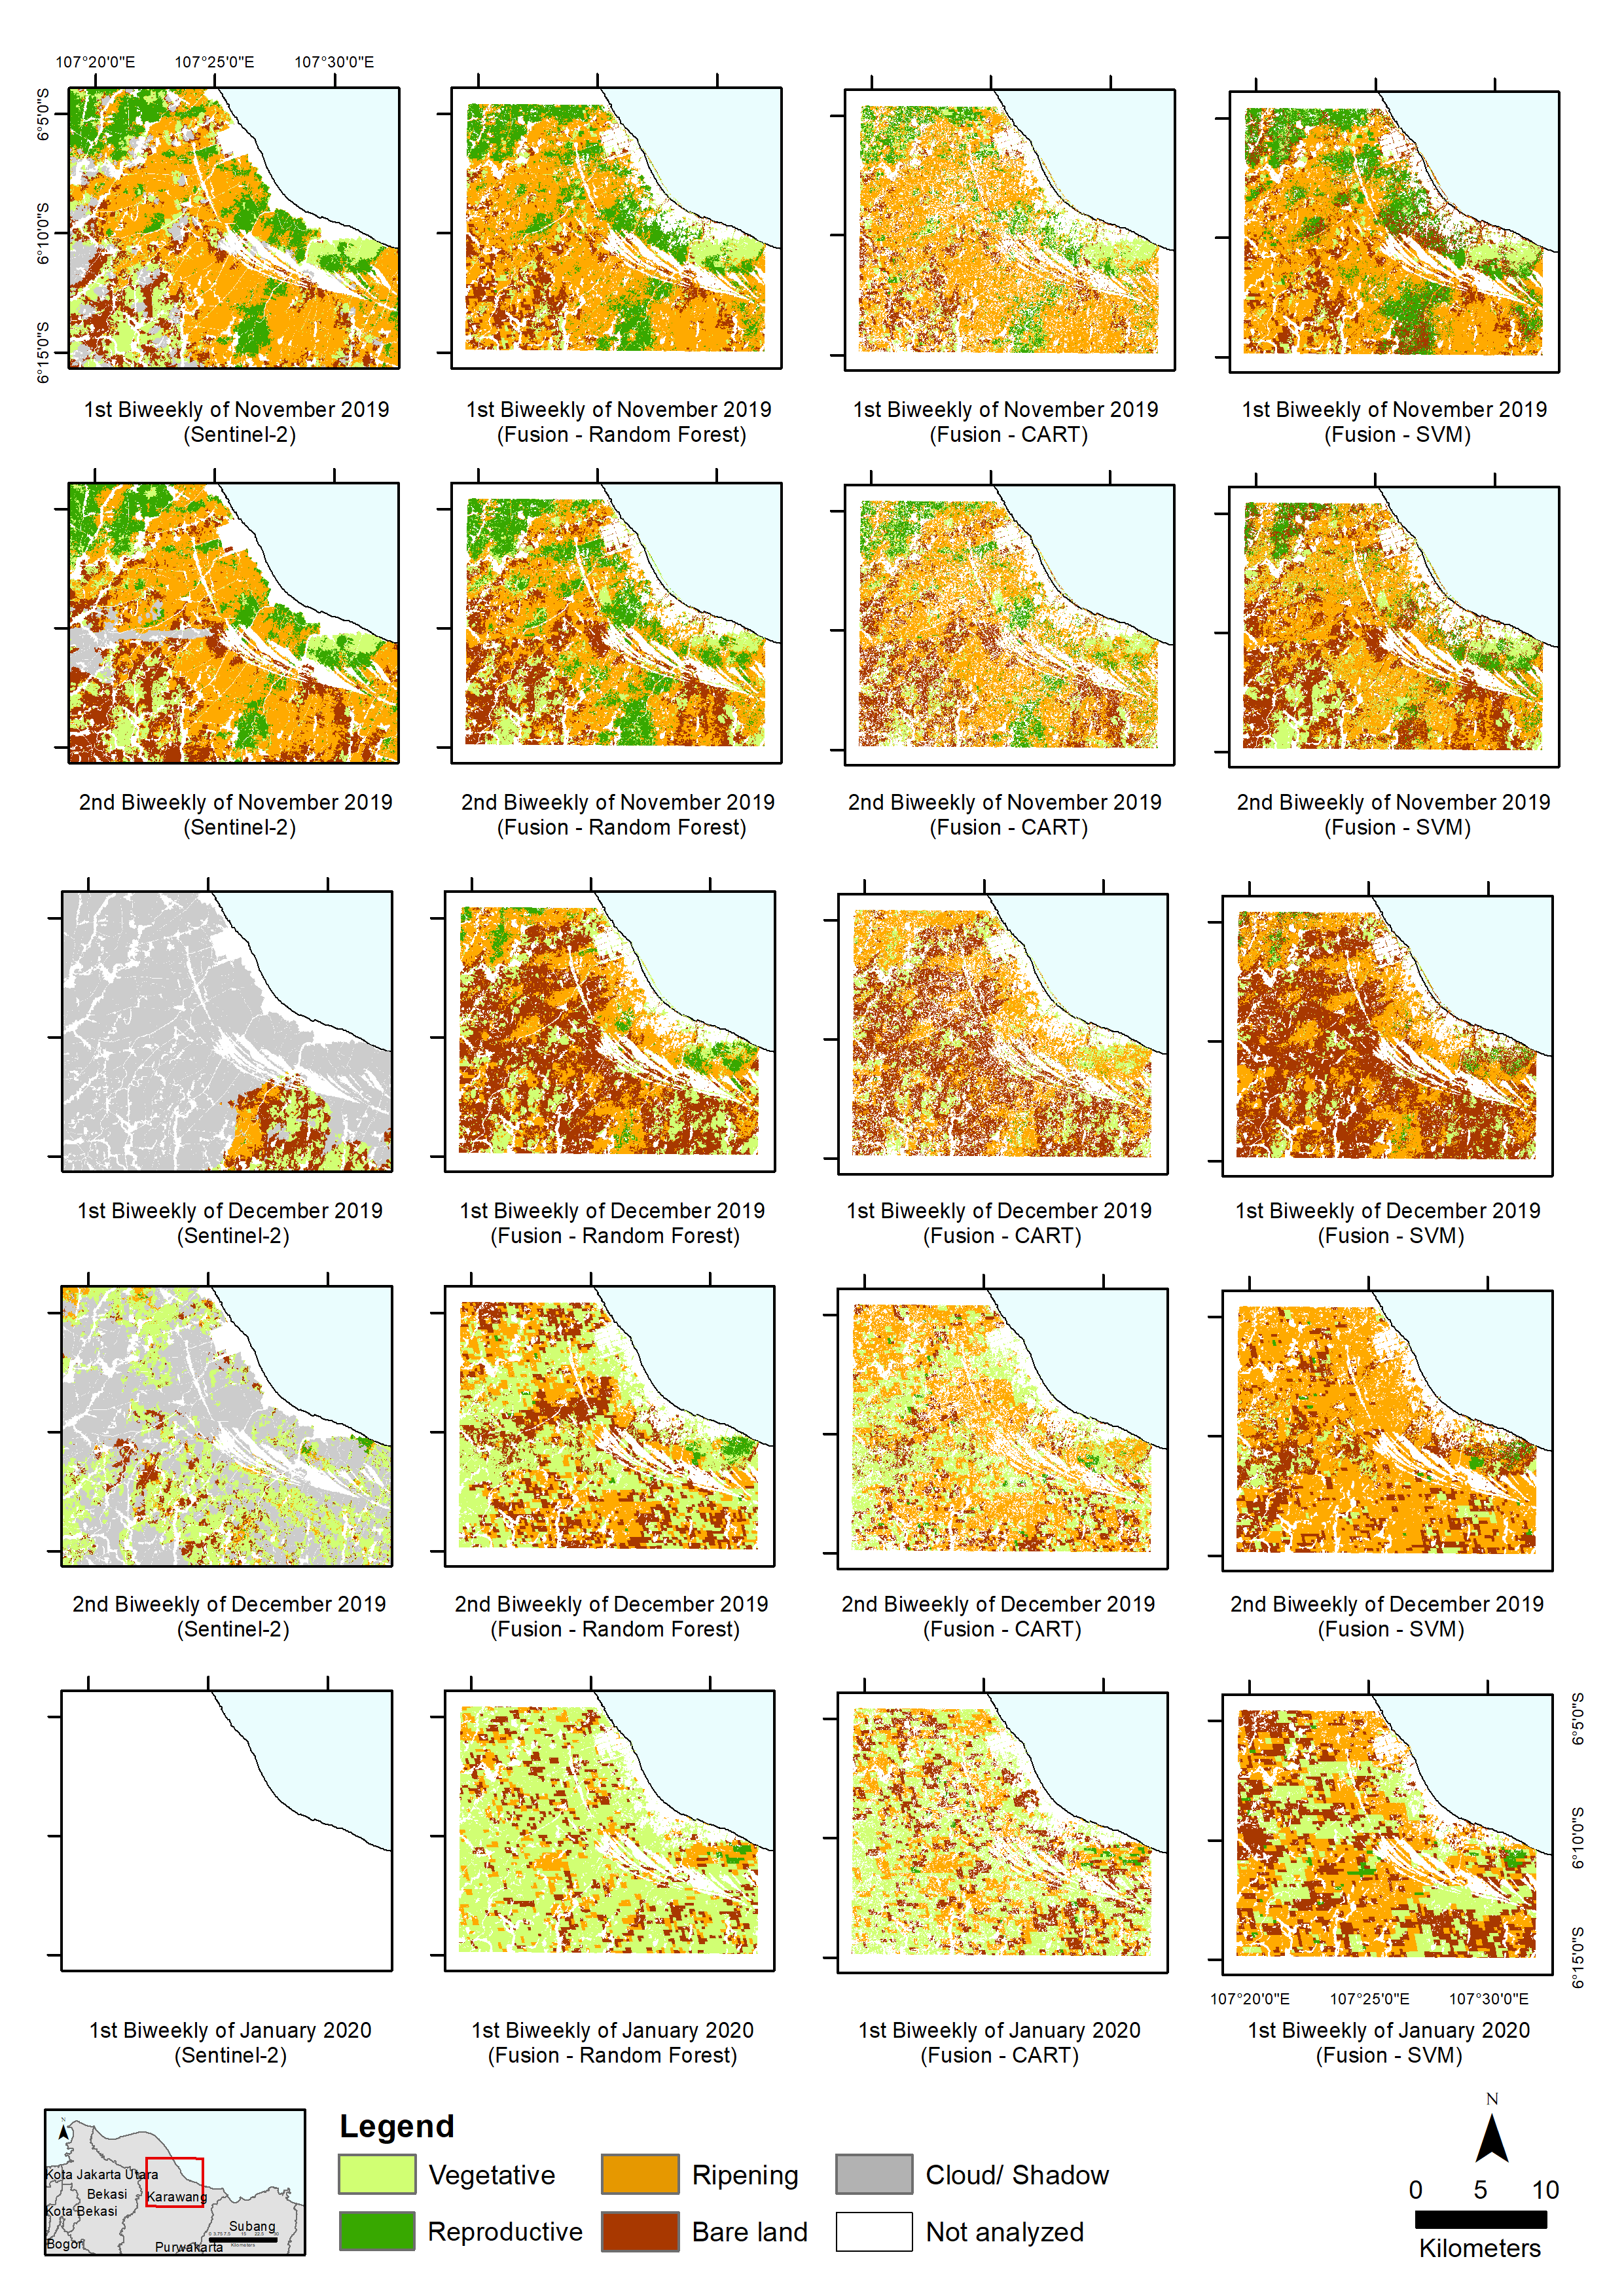 107°20'0"E 107°25'0"E 107°30'0"E
6°5'0"S
6°10'0"S
6°15'0"S
1st Biweekly of November 2019
(Sentinel-2)
1st Biweekly of November 2019
(Fusion - Random Forest)
1st Biweekly of November 2019
(Fusion - CART)
1st Biweekly of November 2019
(Fusion - SVM)
2nd Biweekly of November 2019
(Sentinel-2)
2nd Biweekly of November 2019
(Fusion - Random Forest)
2nd Biweekly of November 2019
(Fusion - CART)
2nd Biweekly of November 2019
(Fusion - SVM)
1st Biweekly of December 2019
(Sentinel-2)
1st Biweekly of December 2019
(Fusion - Random Forest)
1st Biweekly of December 2019
(Fusion - CART)
1st Biweekly of December 2019
(Fusion - SVM)
2nd Biweekly of December 2019
(Sentinel-2)
2nd Biweekly of December 2019
(Fusion - Random Forest)
2nd Biweekly of December 2019
(Fusion - CART)
2nd Biweekly of December 2019
(Fusion - SVM)
6°5'0"S
6°10'0"S
6°15'0"S
107°20'0"E 107°25'0"E 107°30'0"E
1st Biweekly of January 2020
(Sentinel-2)
1st Biweekly of January 2020
(Fusion - Random Forest)
1st Biweekly of January 2020
(Fusion - CART)
1st Biweekly of January 2020
(Fusion - SVM)
N
Kota Jakarta Utara
Bekasi
Karawang
Kota Bekasi
Subang
Kilometers
Bogor
Purwakarta
Legend
Vegetative
Ripening
Cloud/ Shadow
Reproductive
Bare land
Not analyzed
N
0 5 10
Kilometers